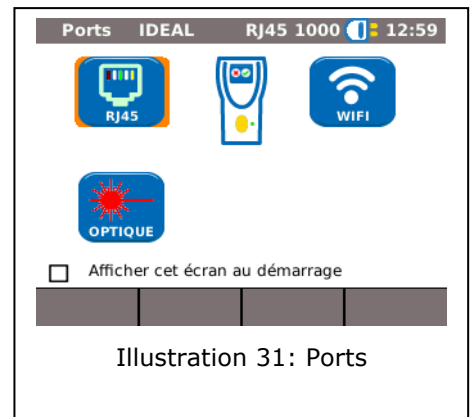 Ports IDEAL RJ45 1000 12:59
RJ45 WIFI
OPTIQUE
Afficher cet écran au démarrage
Illustration 31: Ports